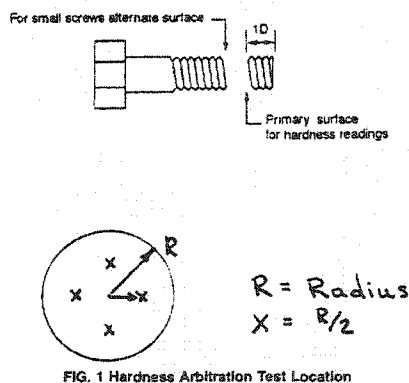 For small screws alternate surface
1D
Primary surface
for hardness readings
R
X
X
X
X
R = Radius
X = R/2
FIG. 1 Hardness Arbitration Test Location